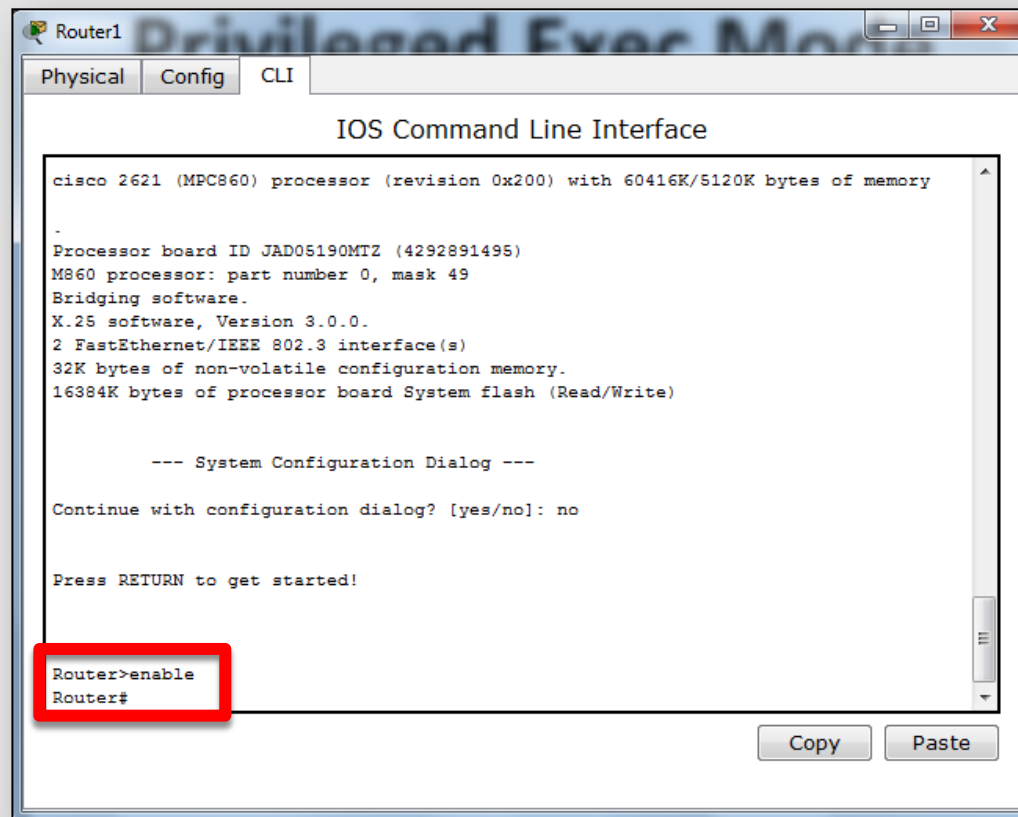 Privileged Exec Mode
Router1
Physical Config CLI
IOS Command Line Interface
cisco 2621 (MPC860) processor (revision 0x200) with 60416K/5120K bytes of memory
.
Processor board ID JAD05190MTZ (4292891495)
M860 processor: part number 0, mask 49
Bridging software.
X.25 software, Version 3.0.0.
2 FastEthernet/IEEE 802.3 interface(s)
32K bytes of non-volatile configuration memory.
16384K bytes of processor board System flash (Read/Write)
--- System Configuration Dialog ---
Continue with configuration dialog? [yes/no]: no
Press RETURN to get started!
Router>enable
Router#
Copy Paste